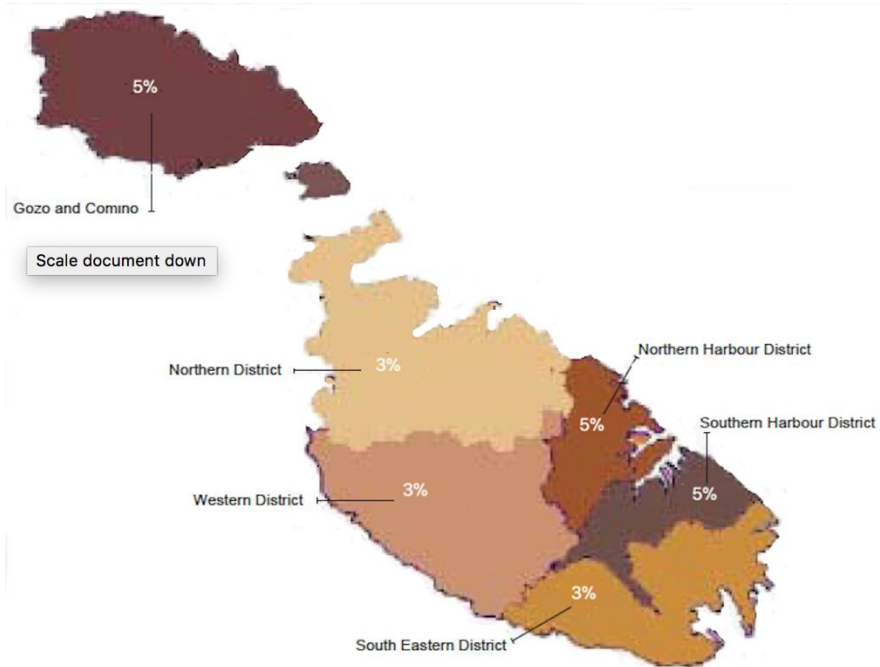 5%
Gozo and Comino
Scale document down
Northern Harbour District
Northern District
3%
Southern Harbour District
5%
Western District
3%
5%
3%
South Eastern District